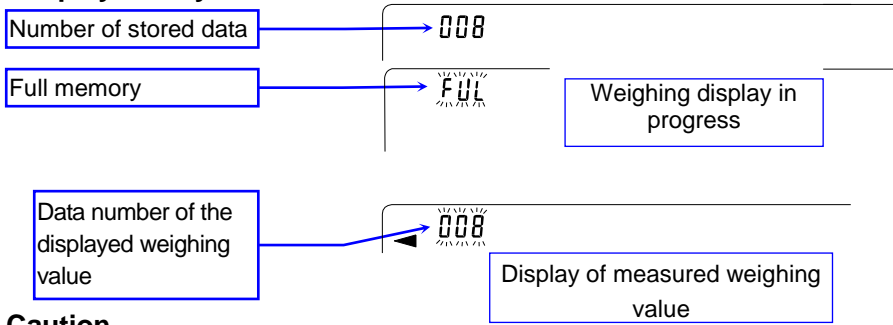 Number of stored data
008
Full memory
FUL
Weighing display in
progress
Data number of the
displayed weighing
value
008
Display of measured weighing
value
Caution